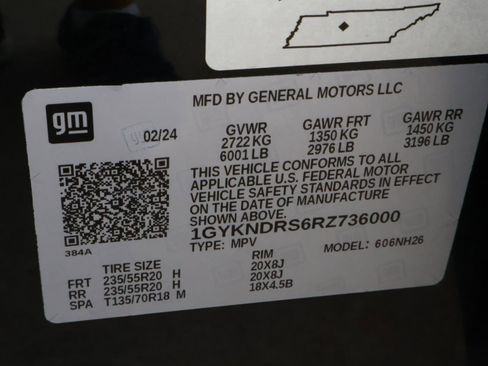 gm
02/24
MFD BY GENERAL MOTORS LLC
GVWR GAWR FRT GAWR RR
2722 KG 1350 KG 1450 KG
6001 LB 2976 LB 3196 LB
THIS VEHICLE CONFORMS TO ALL
APPLICABLE U.S. FEDERAL MOTOR
VEHICLE SAFETY STANDARDS IN EFFECT
ON THE DATE OF MANUFACTURE
SHOWN ABOVE.
1GYKNDRS6RZ736000
TYPE: MPV MODEL: 606NH26
384A
TIRE SIZE RIM
FRT 235/55R20 H 20X8J
RR 235/55R20 H 20X8J
SPA T135/70R18 M 18X4.5B